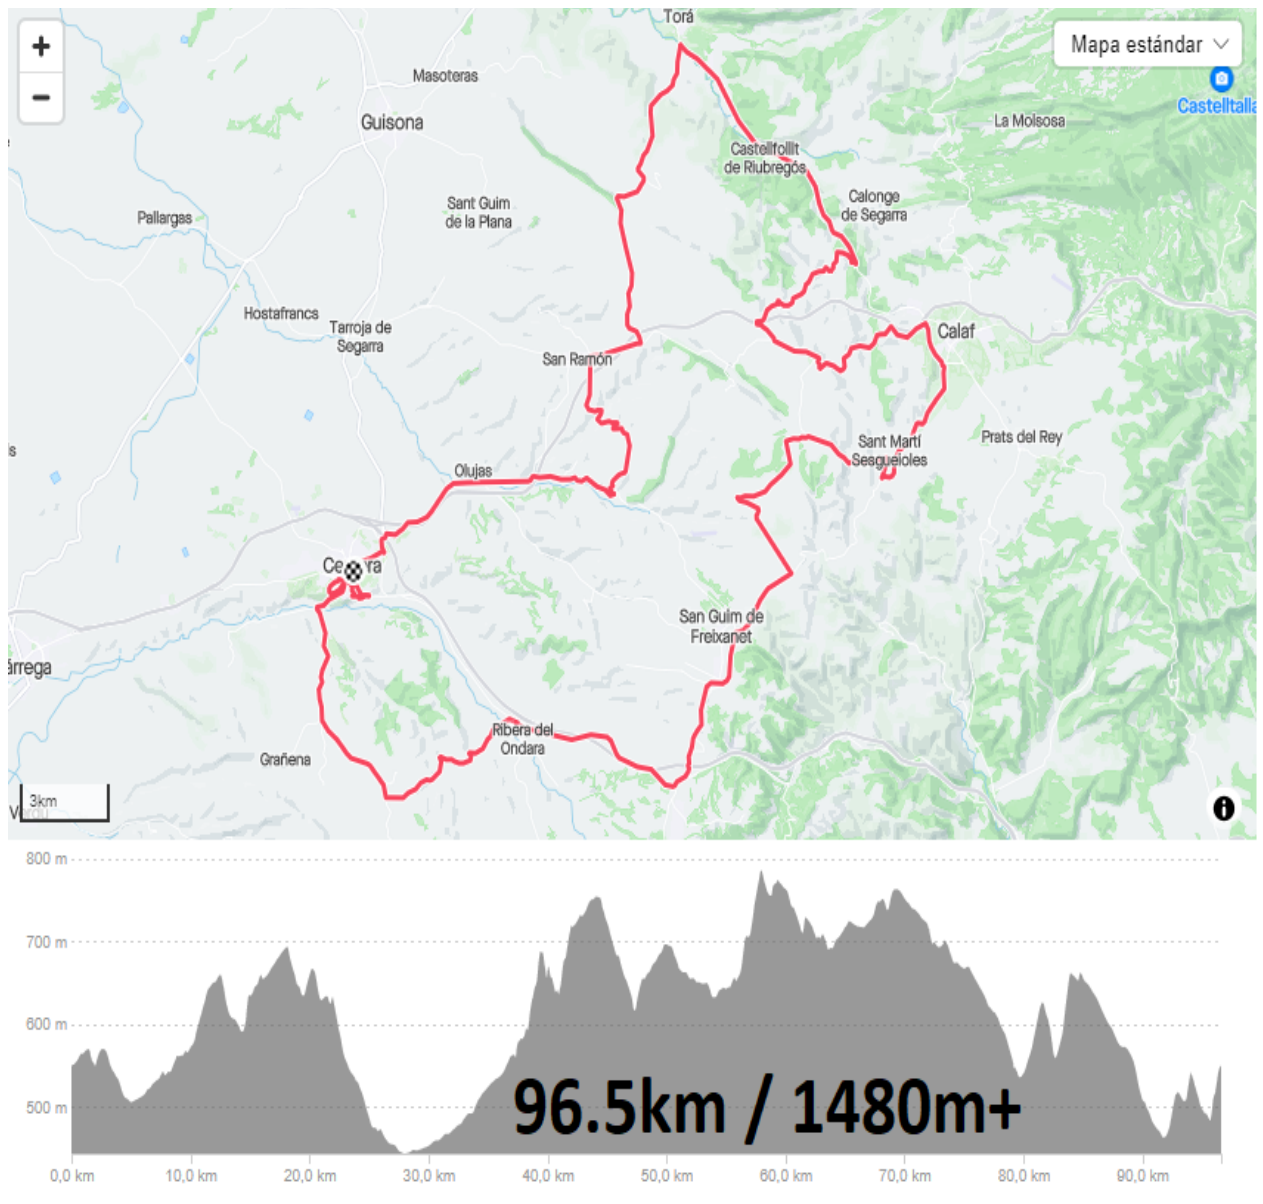 Torá
Mapa estándar
+
−
Masoteras
Castelltalla
Guisona
La Molsosa
Castellfollit
de Riubregós
Calonge
de Segarra
Sant Guim
de la Plana
Pallargas
Hostafrancs
Tarroja de
Segarra
Calaf
San Ramón
Prats del Rey
Sant Martí
Sesgueioles
Olujas
San Guim de
Freixanet
árrega
Ribera del
Ondara
Grañena
3km
800 m
700 m
600 m
500 m
96.5km / 1480m+
0,0 km 10,0 km 20,0 km 30,0 km 40,0 km 50,0 km 60,0 km 70,0 km 80,0 km 90,0 km